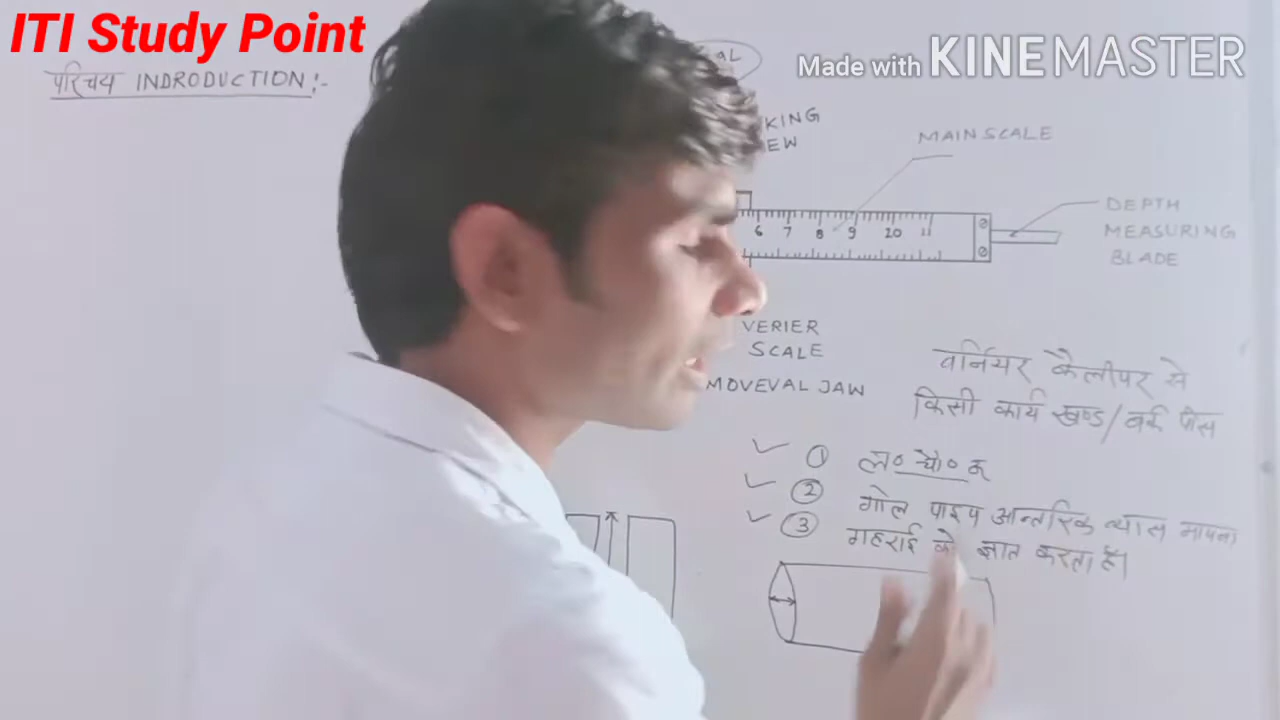 ITI Study Point
Made with KINEMASTER
परिचय INDRODUCTION :-
AL
KING
EW
MAIN SCALE
DEPTH
MEASURING
BLADE
6 7 8 9 20 11
VERIER
SCALE
MOVEVAL JAW
वर्नियर कैलीपर से
किसी कार्य खण्ड/वर्क पीस
① ल० चौ० ऊ
② गोल पाइप आन्तरिक व्यास मापना
③ गहराई को ज्ञात करता है।